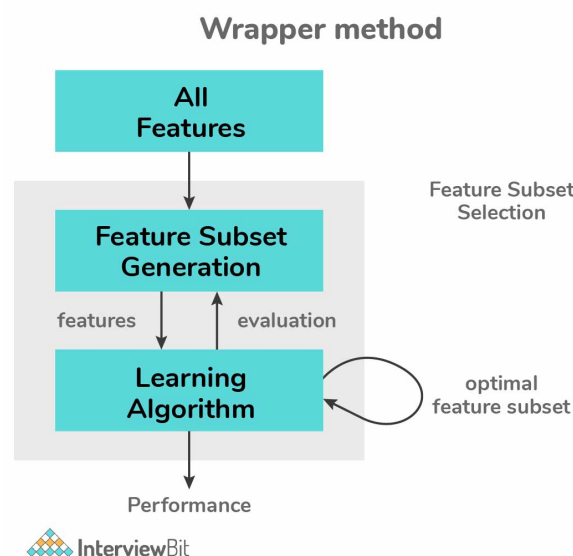 Wrapper method
All
Features
Feature Subset
Selection
Feature Subset
Generation
features
evaluation
Learning
Algorithm
optimal
feature subset
Performance
InterviewBit